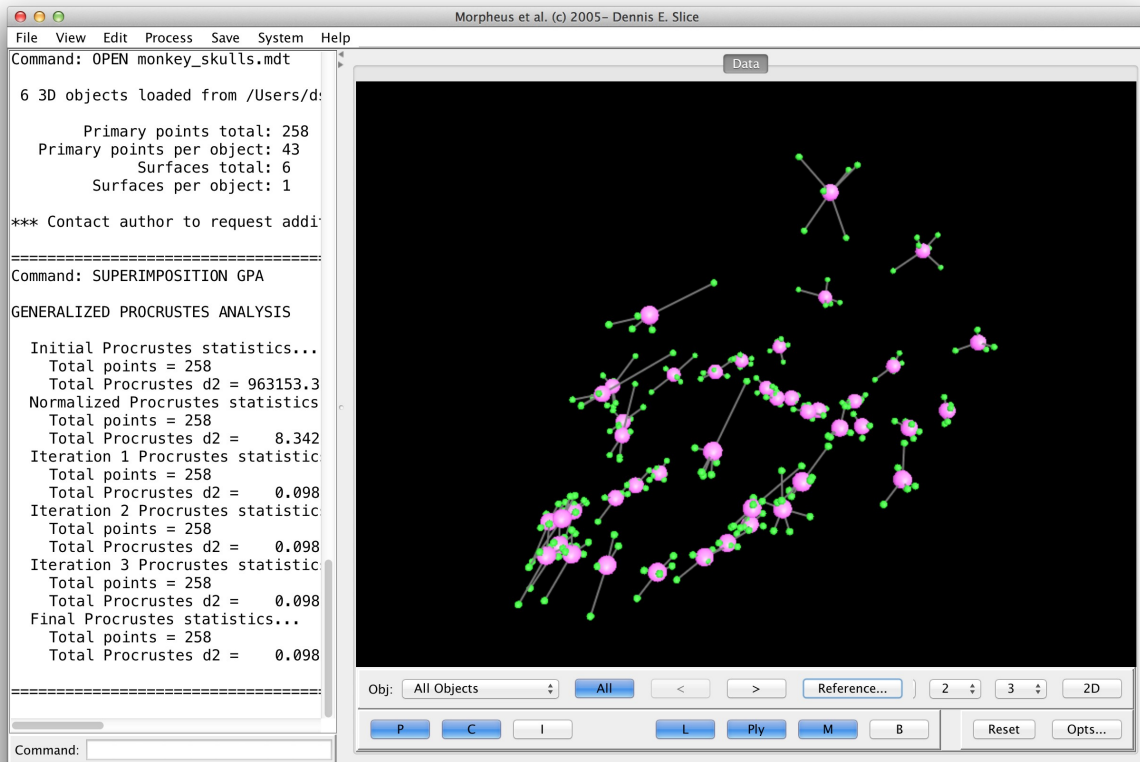 Morpheus et al. (c) 2005– Dennis E. Slice
File View Edit Process Save System Help
Command: OPEN monkey_skulls.mdt
6 3D objects loaded from /Users/d
Primary points total: 258
Primary points per object: 43
Surfaces total: 6
Surfaces per object: 1
*** Contact author to request addi
===================================
Command: SUPERIMPOSITION GPA
GENERALIZED PROCRUSTES ANALYSIS
Initial Procrustes statistics...
Total points = 258
Total Procrustes d2 = 963153.3
Normalized Procrustes statistics
Total points = 258
Total Procrustes d2 = 8.342
Iteration 1 Procrustes statistic
Total points = 258
Total Procrustes d2 = 0.098
Iteration 2 Procrustes statistic
Total points = 258
Total Procrustes d2 = 0.098
Iteration 3 Procrustes statistic
Total points = 258
Total Procrustes d2 = 0.098
Final Procrustes statistics...
Total points = 258
Total Procrustes d2 = 0.098
===================================
Command:
Data
Obj: All Objects All < > Reference... 2 3 2D
P C I L Ply M B Reset Opts...